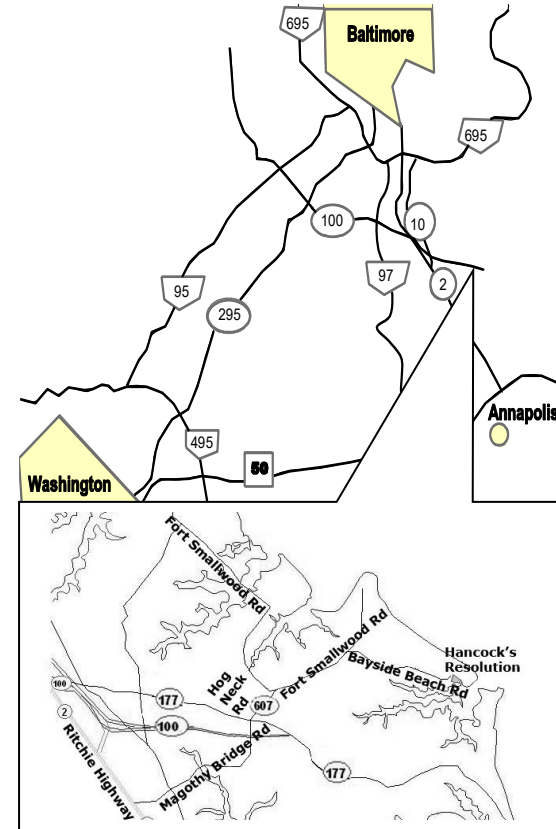 695
Baltimore
695
100
10
97
2
95
295
Annapolis
495
50
Washington
Fort Smallwood Rd
Fort Smallwood Rd
Hancock's
Resolution
Bayside Beach Rd
Hog
Neck
Rd
100
177
607
2
100
Ritchie Highway
Magothy Bridge Rd
177